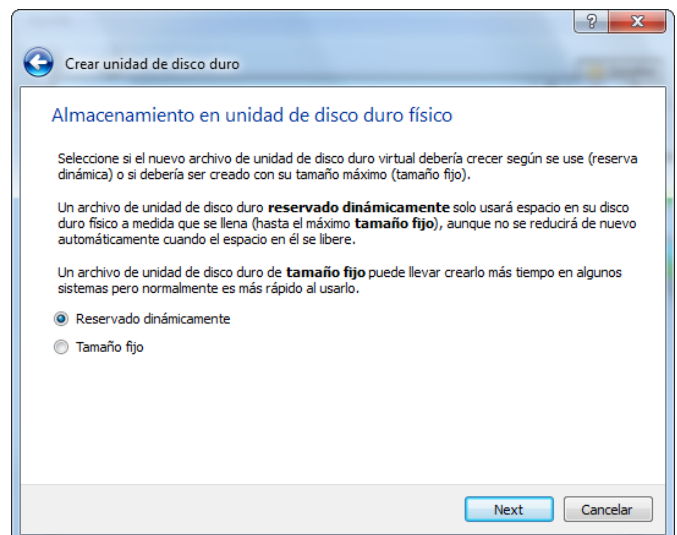 ?
X
Crear unidad de disco duro
Almacenamiento en unidad de disco duro físico
Seleccione si el nuevo archivo de unidad de disco duro virtual debería crecer según se use (reserva
dinámica) o si debería ser creado con su tamaño máximo (tamaño fijo).
Un archivo de unidad de disco duro reservado dinámicamente solo usará espacio en su disco
duro físico a medida que se llena (hasta el máximo tamaño fijo), aunque no se reducirá de nuevo
automáticamente cuando el espacio en él se libere.
Un archivo de unidad de disco duro de tamaño fijo puede llevar crearlo más tiempo en algunos
sistemas pero normalmente es más rápido al usarlo.
Reservado dinámicamente
Tamaño fijo
Next
Cancelar